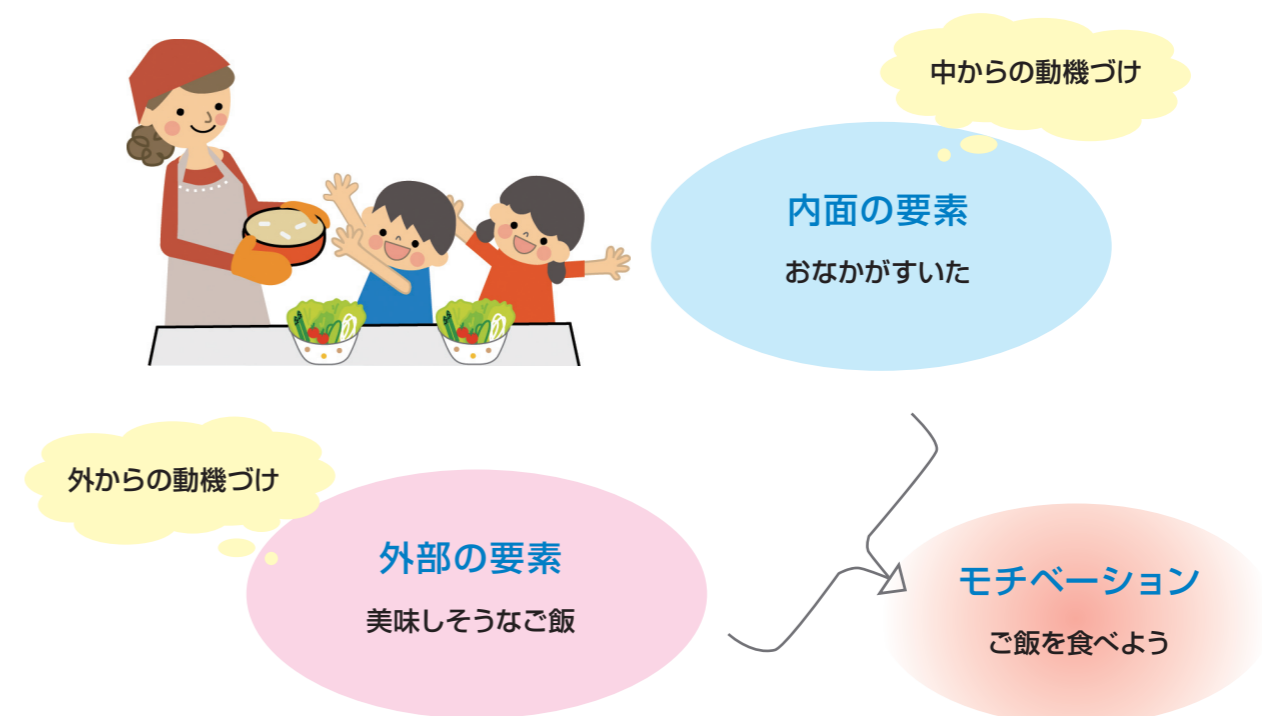 中からの動機づけ
内面の要素
おなかがすいた
外からの動機づけ
外部の要素
美味しそうなご飯
モチベーション
ご飯を食べよう